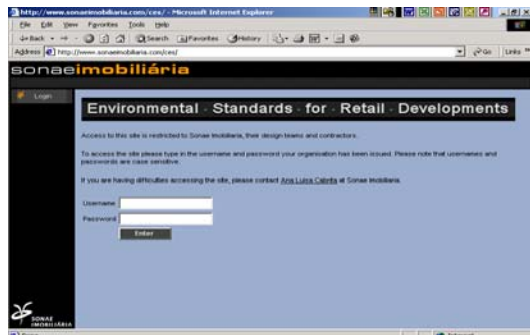 http://www.sonaeimobiliaria.com/ces/ - Microsoft Internet Explorer
File Edit View Favorites Tools Help
Back Search Favorites History
Address http://www.sonaeimobiliaria.com/ces/ Go Links
sonaeimobiliária
Login
Environmental - Standards - for - Retail - Developments
Access to this site is restricted to Sonae Imobiliária, their design teams and contractors.
To access the site please type in the username and password your organisation has been issued. Please note that usernames and
passwords are case sensitive.
If you are having difficulties accessing the site, please contact Ana Luisa Cabrita at Sonae Imobiliária.
Username
Password
Enter
SONAE
IMOBILIÁRIA
Internet